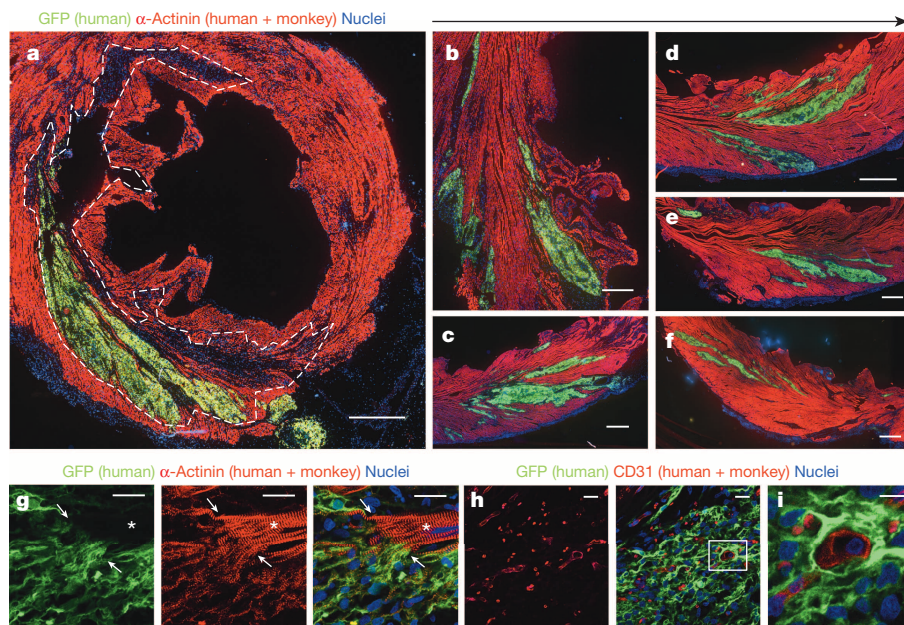 GFP (human) α-Actinin (human + monkey) Nuclei
a
b
d
e
c
f
GFP (human) α-Actinin (human + monkey) Nuclei
GFP (human) CD31 (human + monkey) Nuclei
g
*
*
*
h
i